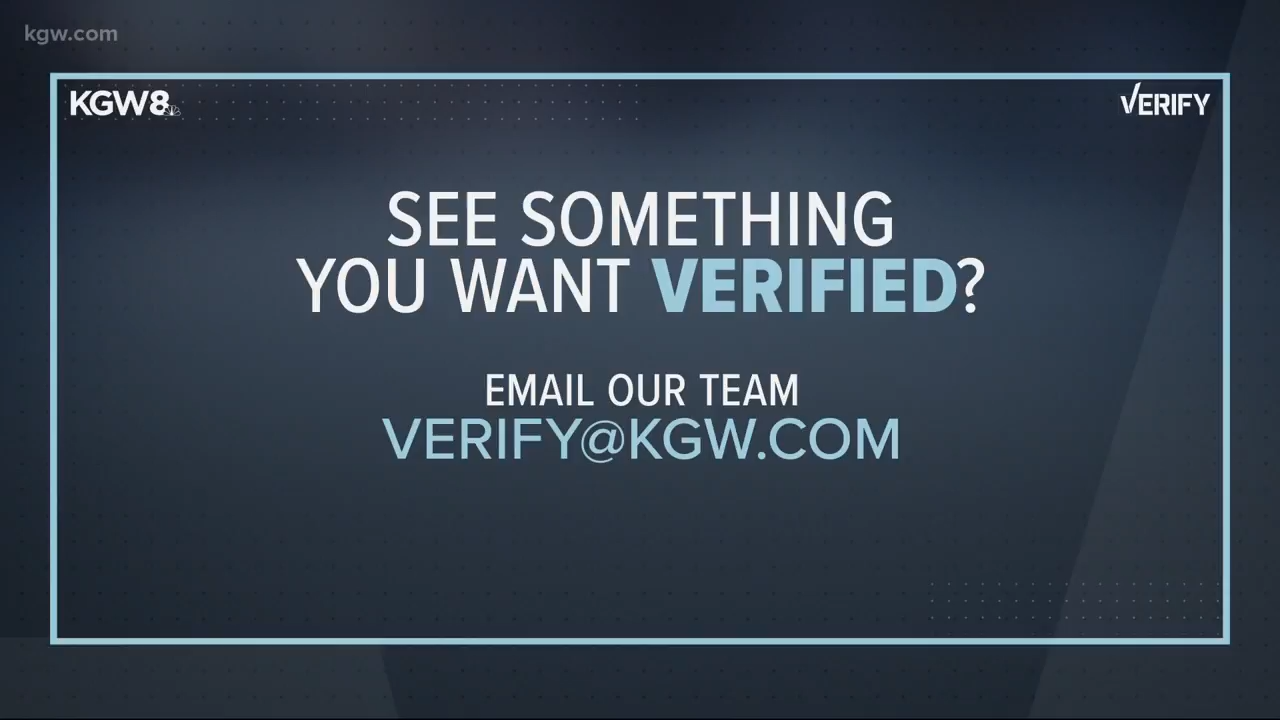 kgw.com
KGW8
VERIFY
SEE SOMETHING
YOU WANT VERIFIED?
EMAIL OUR TEAM
VERIFY@KGW.COM